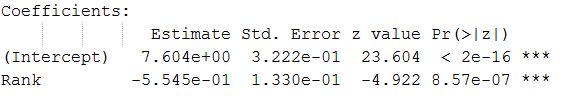 Coefficients:
Estimate Std. Error z value Pr(>|z|)
(Intercept) 7.604e+00 3.222e-01 23.604 < 2e-16 ***
Rank -5.545e-01 1.330e-01 -4.922 8.57e-07 ***